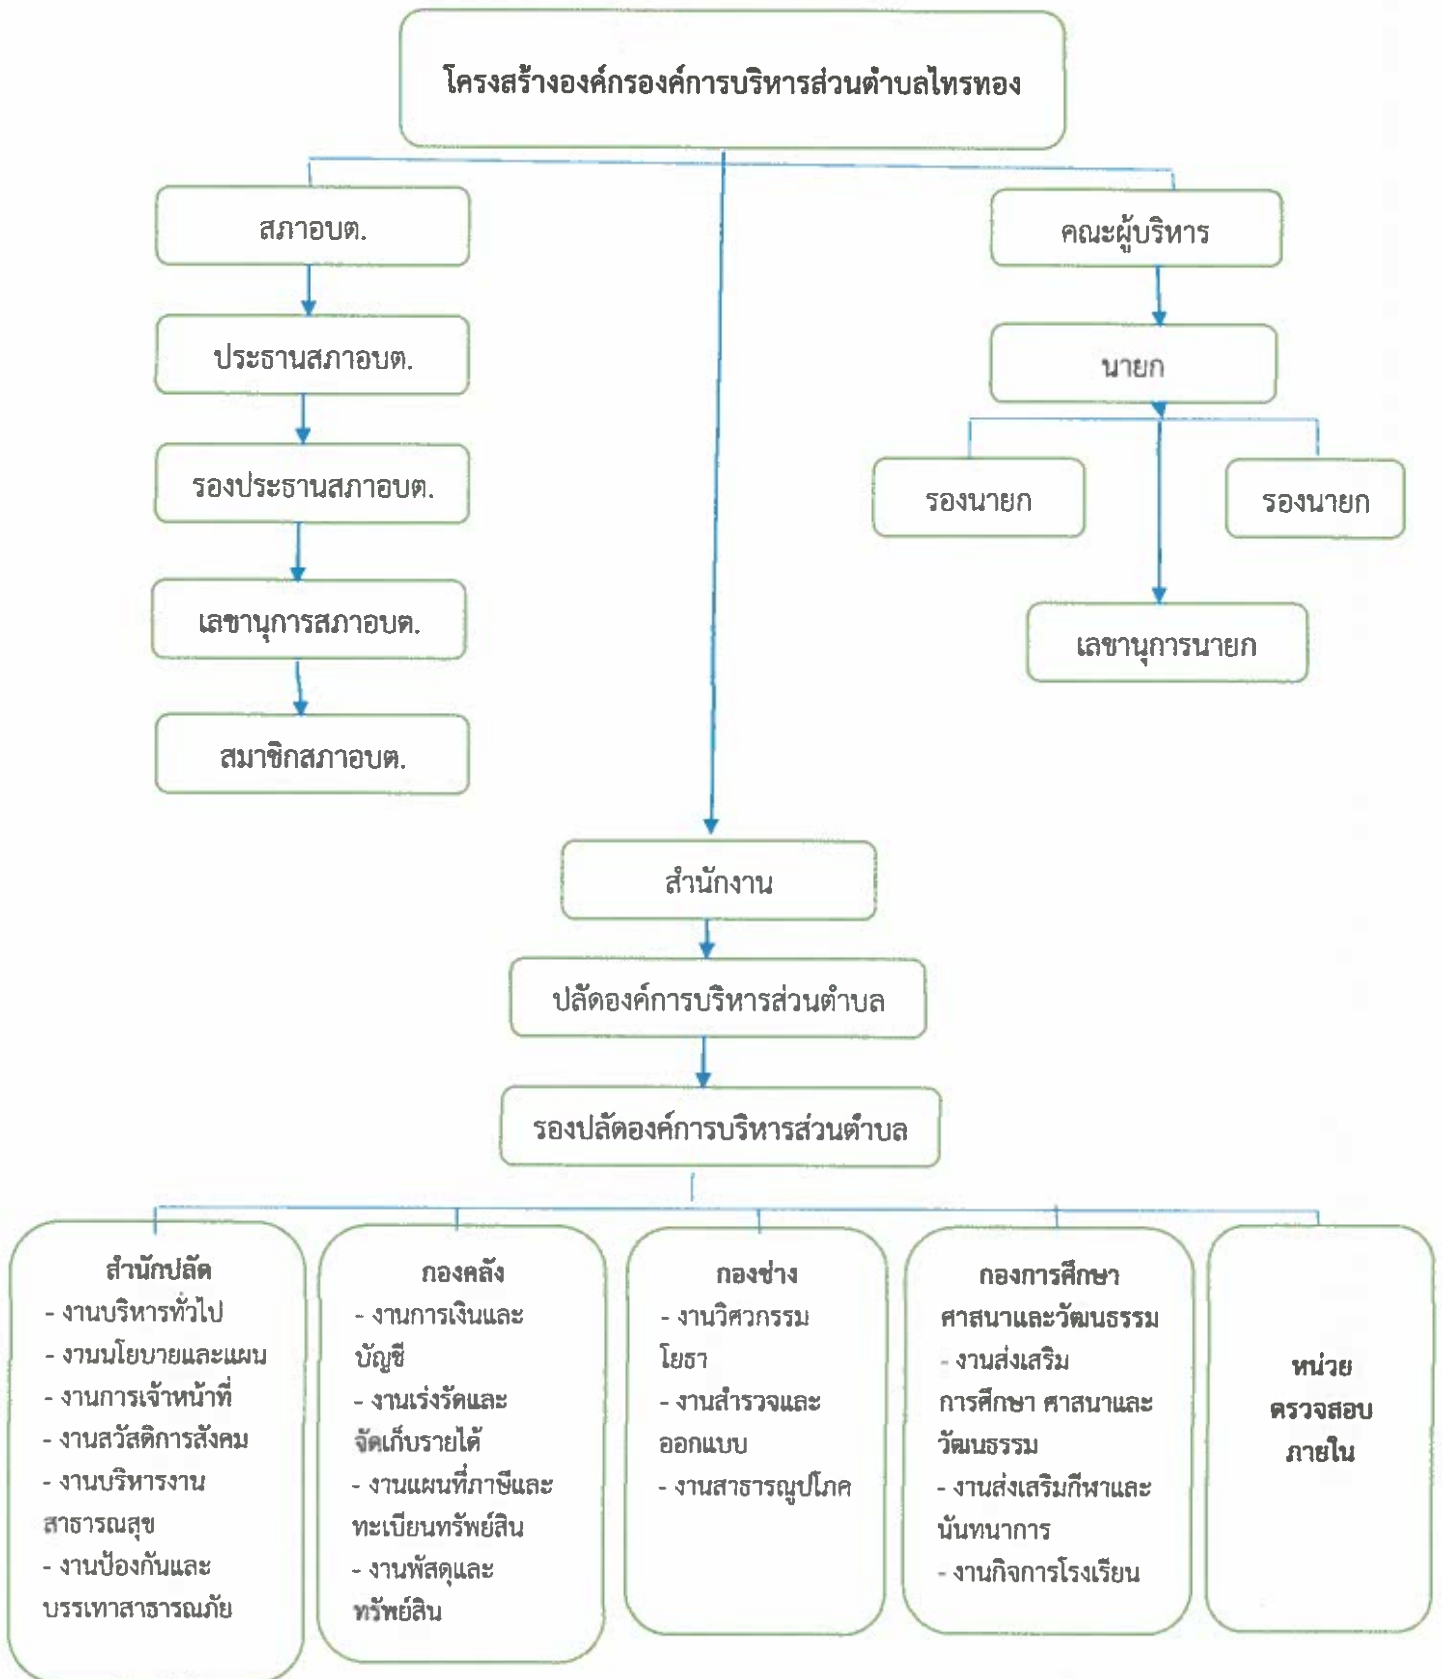 โครงสร้างองค์กรองค์การบริหารส่วนตำบลไทรทอง
สภาอบต.
ประธานสภาอบต.
รองประธานสภาอบต.
เลขานุการสภาอบต.
สมาชิกสภาอบต.
คณะผู้บริหาร
นายก
รองนายก
รองนายก
เลขานุการนายก
สำนักงาน
ปลัดองค์การบริหารส่วนตำบล
รองปลัดองค์การบริหารส่วนตำบล
สำนักปลัด
- งานบริหารทั่วไป
- งานนโยบายและแผน
- งานการเจ้าหน้าที่
- งานสวัสดิการสังคม
- งานบริหารงาน
สาธารณสุข
- งานป้องกันและ
บรรเทาสาธารณภัย
กองคลัง
- งานการเงินและ
บัญชี
- งานเร่งรัดและ
จัดเก็บรายได้
- งานแผนที่ภาษีและ
ทะเบียนทรัพย์สิน
- งานพัสดุและ
ทรัพย์สิน
กองช่าง
- งานวิศวกรรม
โยธา
- งานสำรวจและ
ออกแบบ
- งานสาธารณูปโภค
กองการศึกษา
ศาสนาและวัฒนธรรม
- งานส่งเสริม
การศึกษา ศาสนาและ
วัฒนธรรม
- งานส่งเสริมกีฬาและ
นันทนาการ
- งานกิจการโรงเรียน
หน่วย
ตรวจสอบ
ภายใน